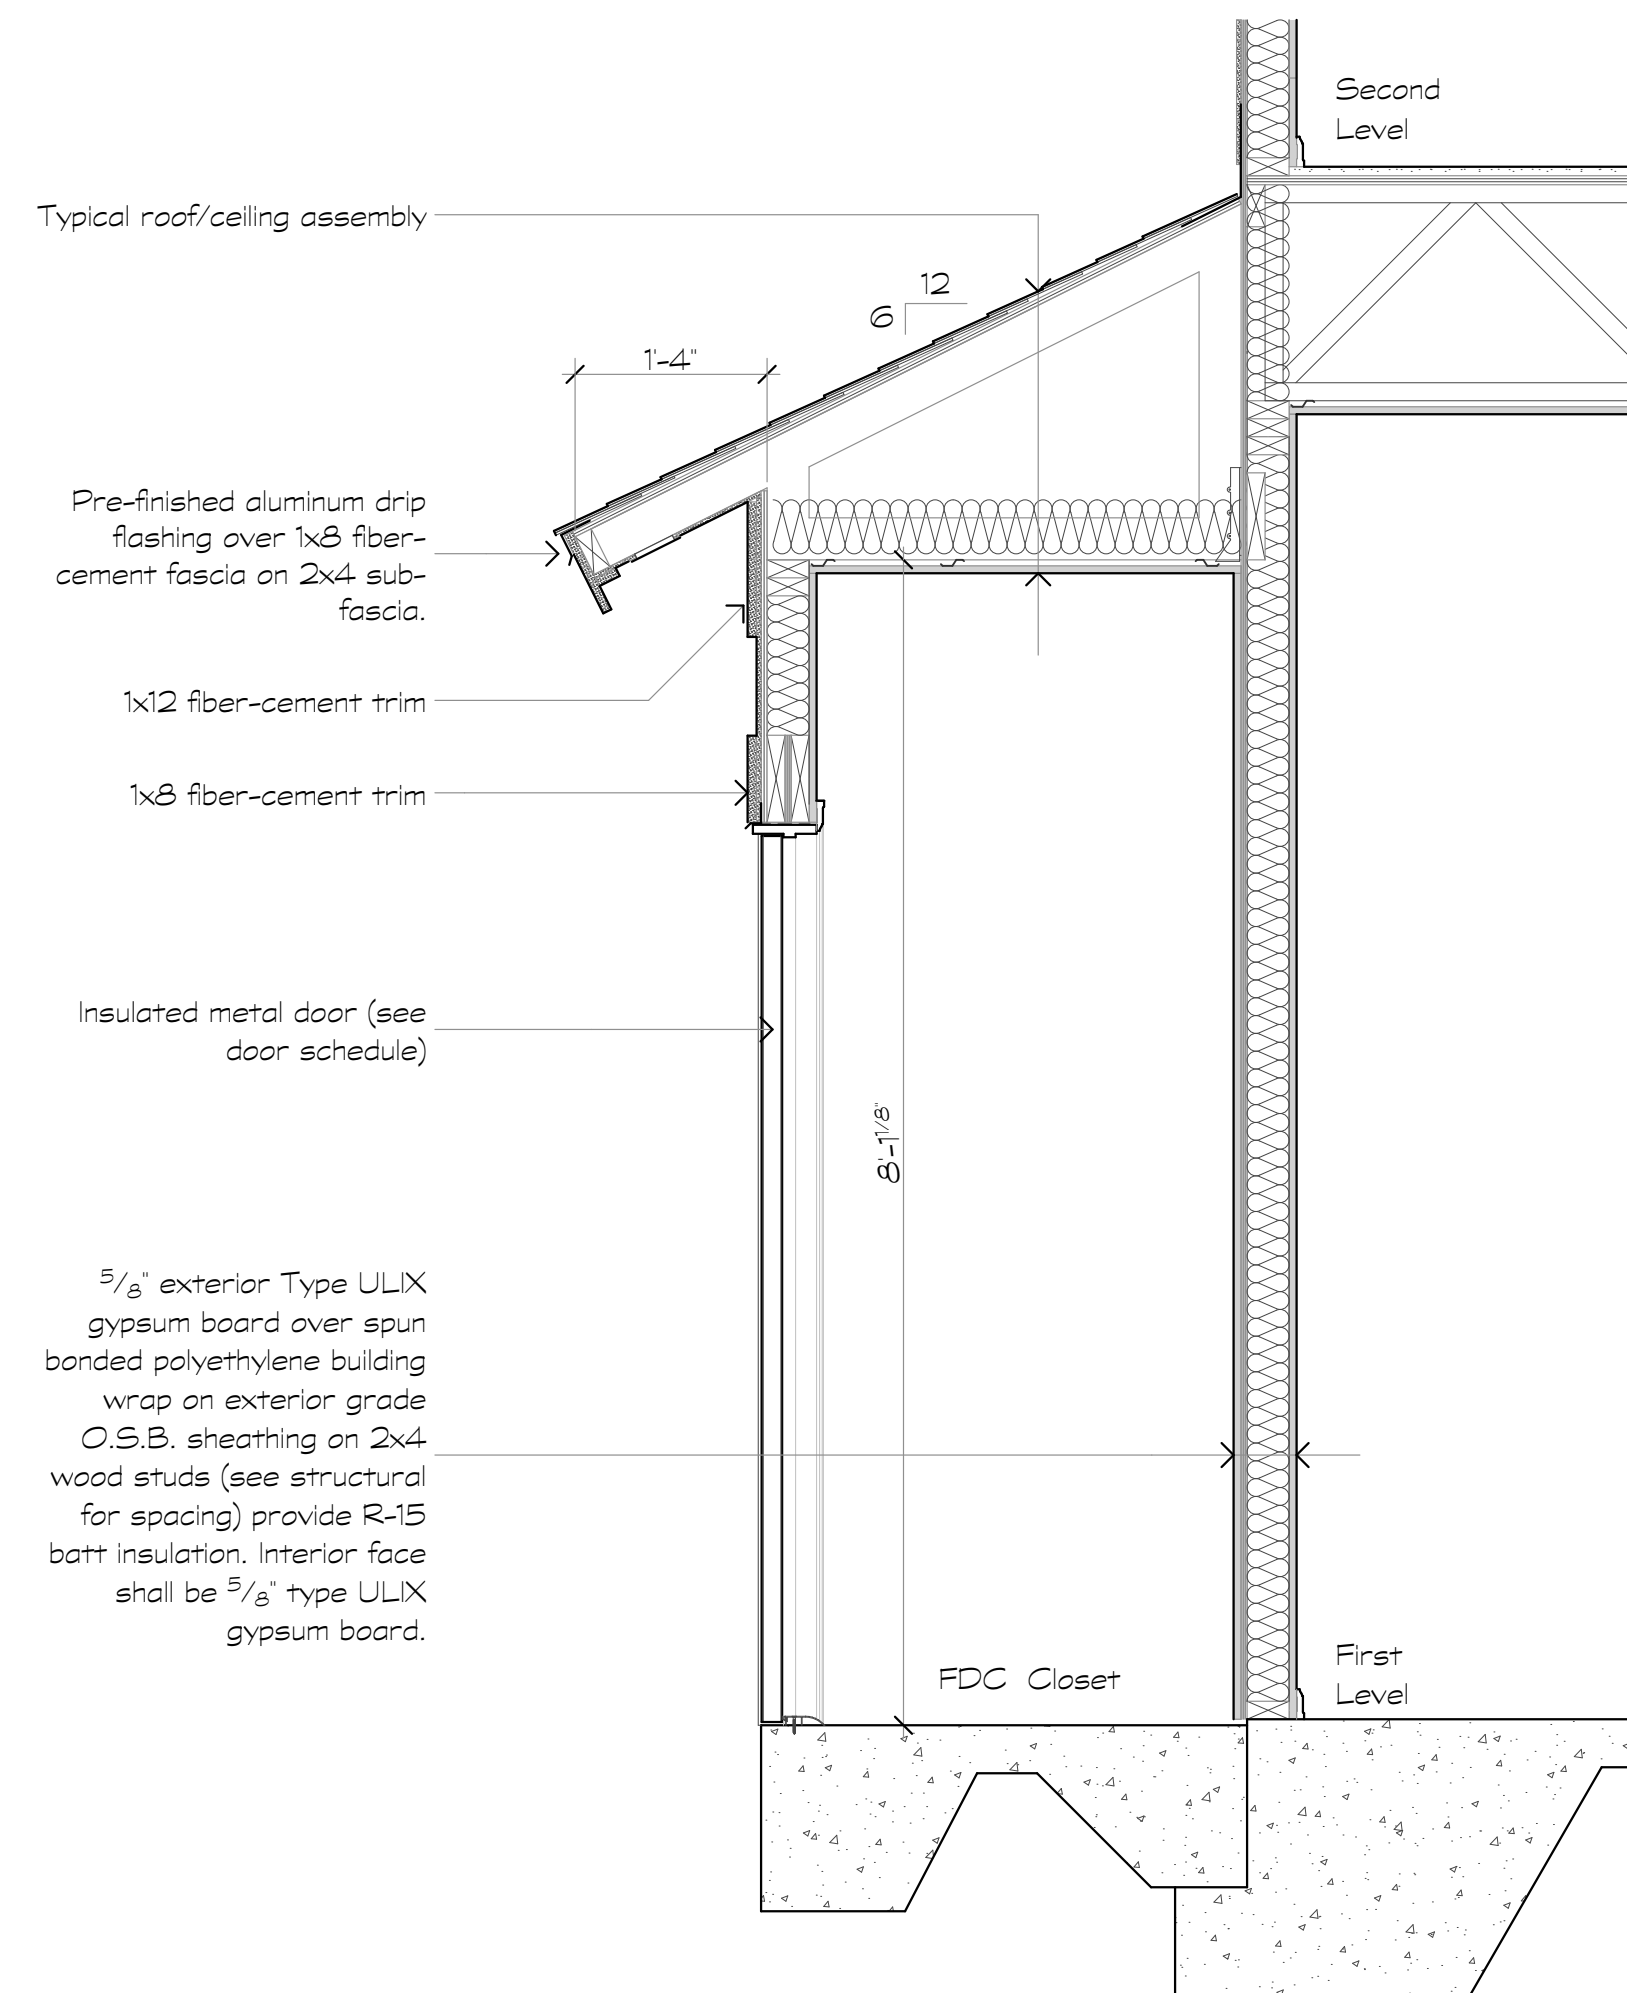 Second
Level
Typical roof/ceiling assembly
12
6
1'-4"
Pre-finished aluminum drip
flashing over 1x8 fiber-
cement fascia on 2x4 sub-
fascia.
1x12 fiber-cement trim
1x8 fiber-cement trim
Insulated metal door (see
door schedule)
8'-1 1/8"
5/8" exterior Type ULIX
gypsum board over spun
bonded polyethylene building
wrap on exterior grade
O.S.B. sheathing on 2x4
wood studs (see structural
for spacing) provide R-15
batt insulation. Interior face
shall be 5/8" type ULIX
gypsum board.
FDC Closet
First
Level